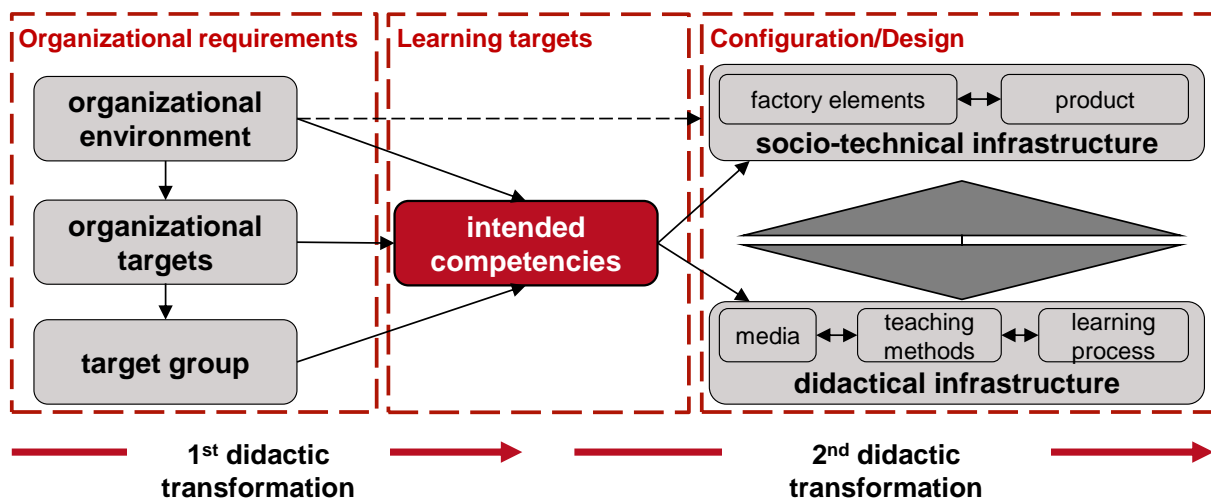 Organizational requirements
organizational
environment
organizational
targets
target group
Learning targets
intended
competencies
Configuration/Design
factory elements
product
socio-technical infrastructure
media
teaching
methods
learning
process
didactical infrastructure
1st didactic
transformation
2nd didactic
transformation